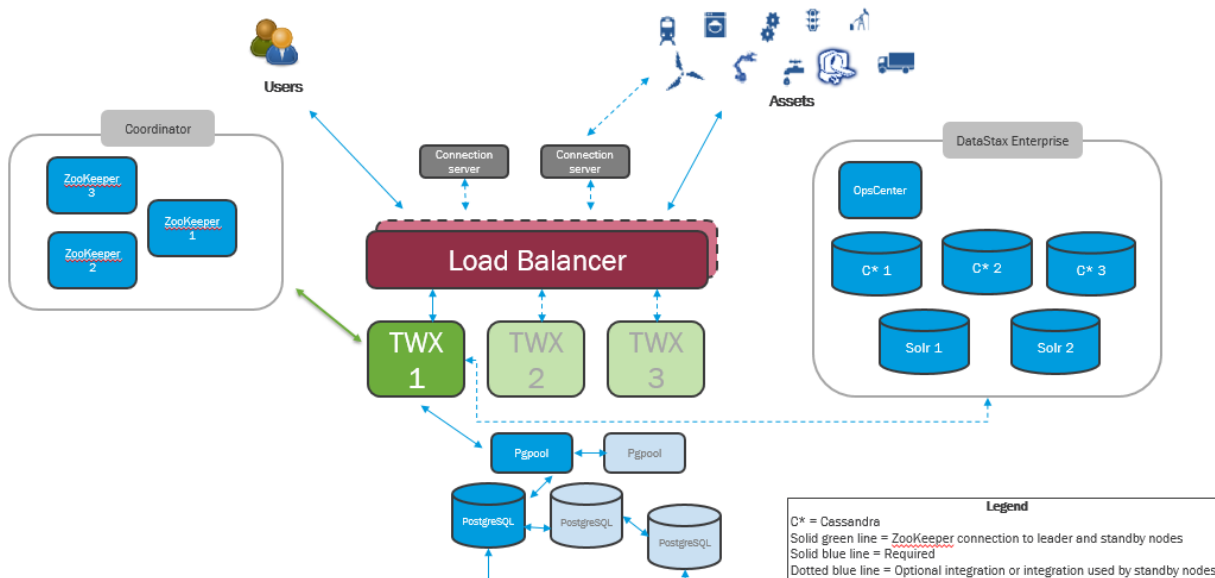 Users
Assets
Coordinator
ZooKeeper
3
ZooKeeper
1
ZooKeeper
2
Connection
server
Connection
server
DataStax Enterprise
OpsCenter
C* 1
C* 2
C* 3
Solr 1
Solr 2
Load Balancer
TWX
1
TWX
2
TWX
3
Pgpool
Pgpool
PostgreSQL
PostgreSQL
PostgreSQL
Legend
C* = Cassandra
Solid green line = ZooKeeper connection to leader and standby nodes
Solid blue line = Required
Dotted blue line = Optional integration or integration used by standby nodes